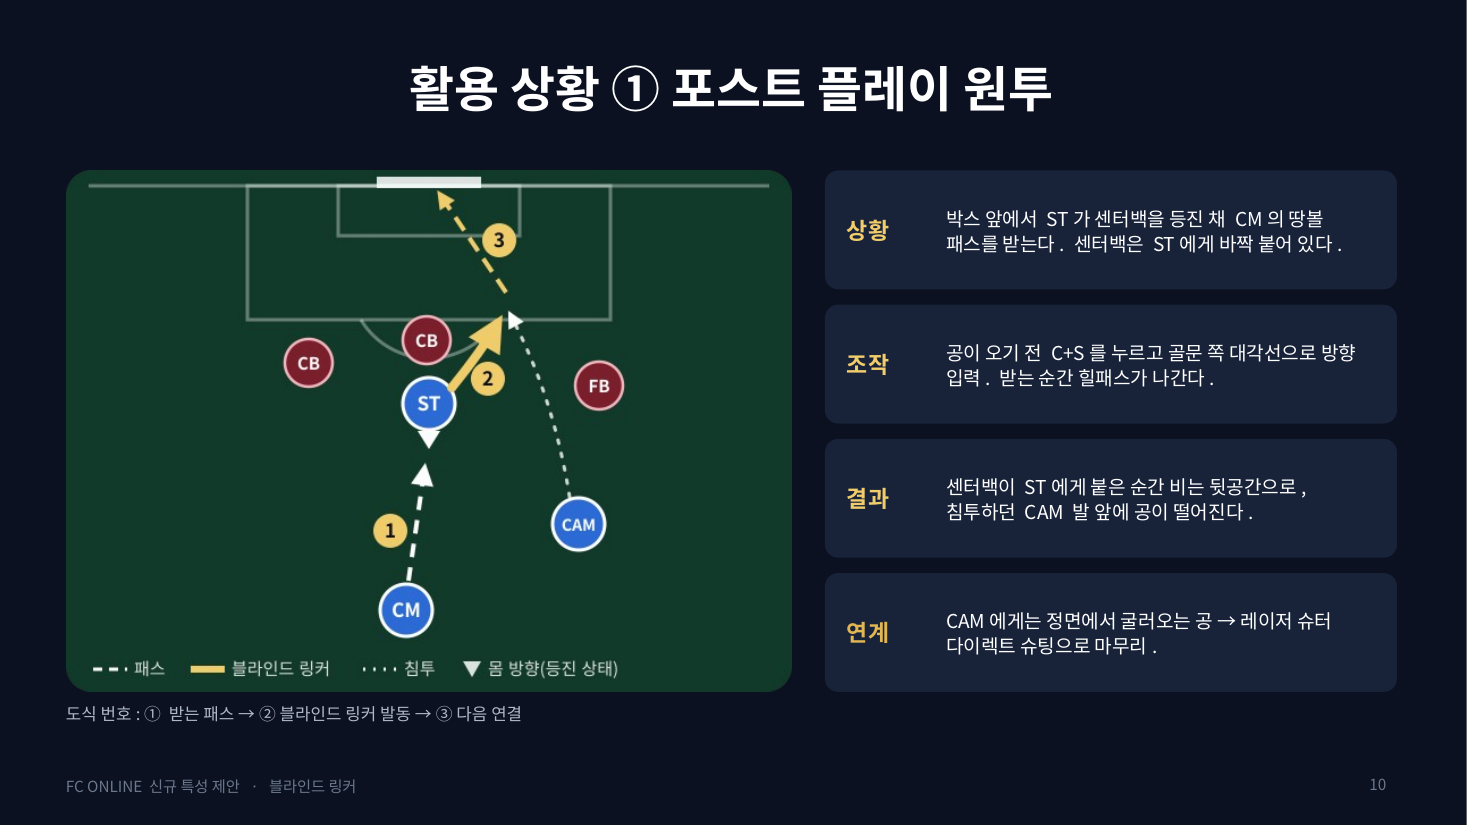 활용 상황 ① 포스트 플레이 원투
3
CB
CB
2
FB
ST
1
CAM
CM
패스 블라인드 링커 침투 몸 방향(등진 상태)
도식 번호 : ① 받는 패스 → ② 블라인드 링커 발동 → ③ 다음 연결
상황
박스 앞에서 ST 가 센터백을 등진 채 CM 의 땅볼
패스를 받는다 . 센터백은 ST 에게 바짝 붙어 있다 .
조작
공이 오기 전 C+S 를 누르고 골문 쪽 대각선으로 방향
입력 . 받는 순간 힐패스가 나간다 .
결과
센터백이 ST 에게 붙은 순간 비는 뒷공간으로 ,
침투하던 CAM 발 앞에 공이 떨어진다 .
연계
CAM 에게는 정면에서 굴러오는 공 → 레이저 슈터
다이렉트 슈팅으로 마무리 .
FC ONLINE 신규 특성 제안 · 블라인드 링커
10